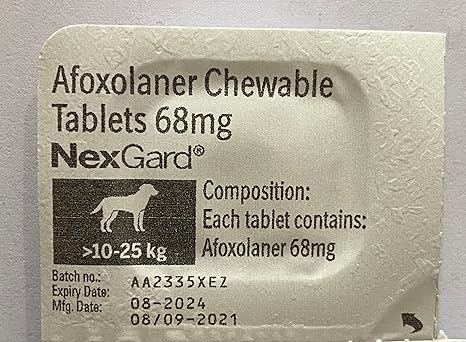 Afoxolaner Chewable
Tablets 68mg
NexGard®
Composition:
Each tablet contains:
Afoxolaner 68mg
>10-25 kg
Batch no.: AA2335XEZ
Expiry Date: 08-2024
Mfg. Date: 08/09-2021